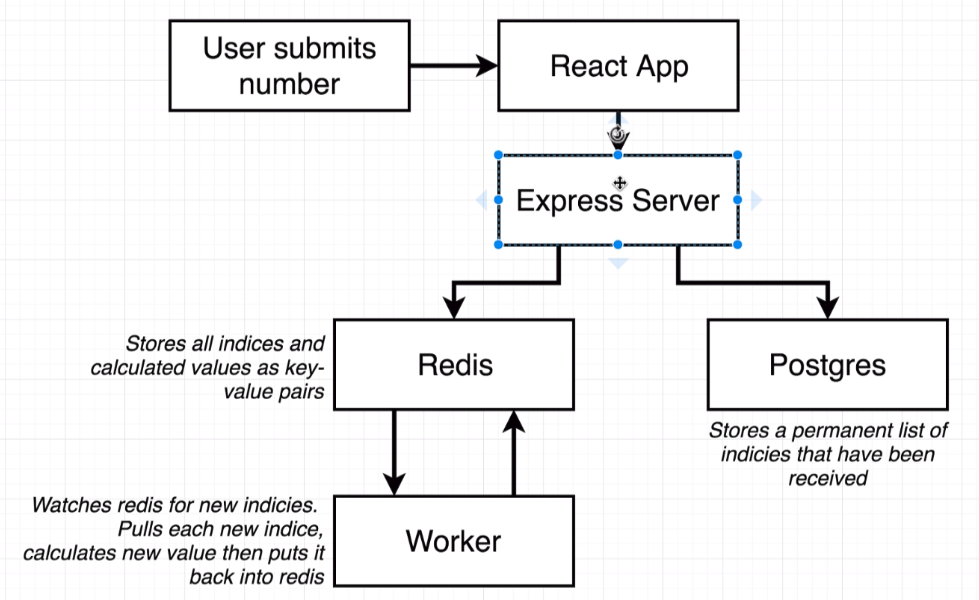 User submits
number
React App
Express Server
Stores all indices and
calculated values as key-
value pairs
Redis
Postgres
Stores a permanent list of
indicies that have been
received
Watches redis for new indicies.
Pulls each new indice,
calculates new value then puts it
back into redis
Worker